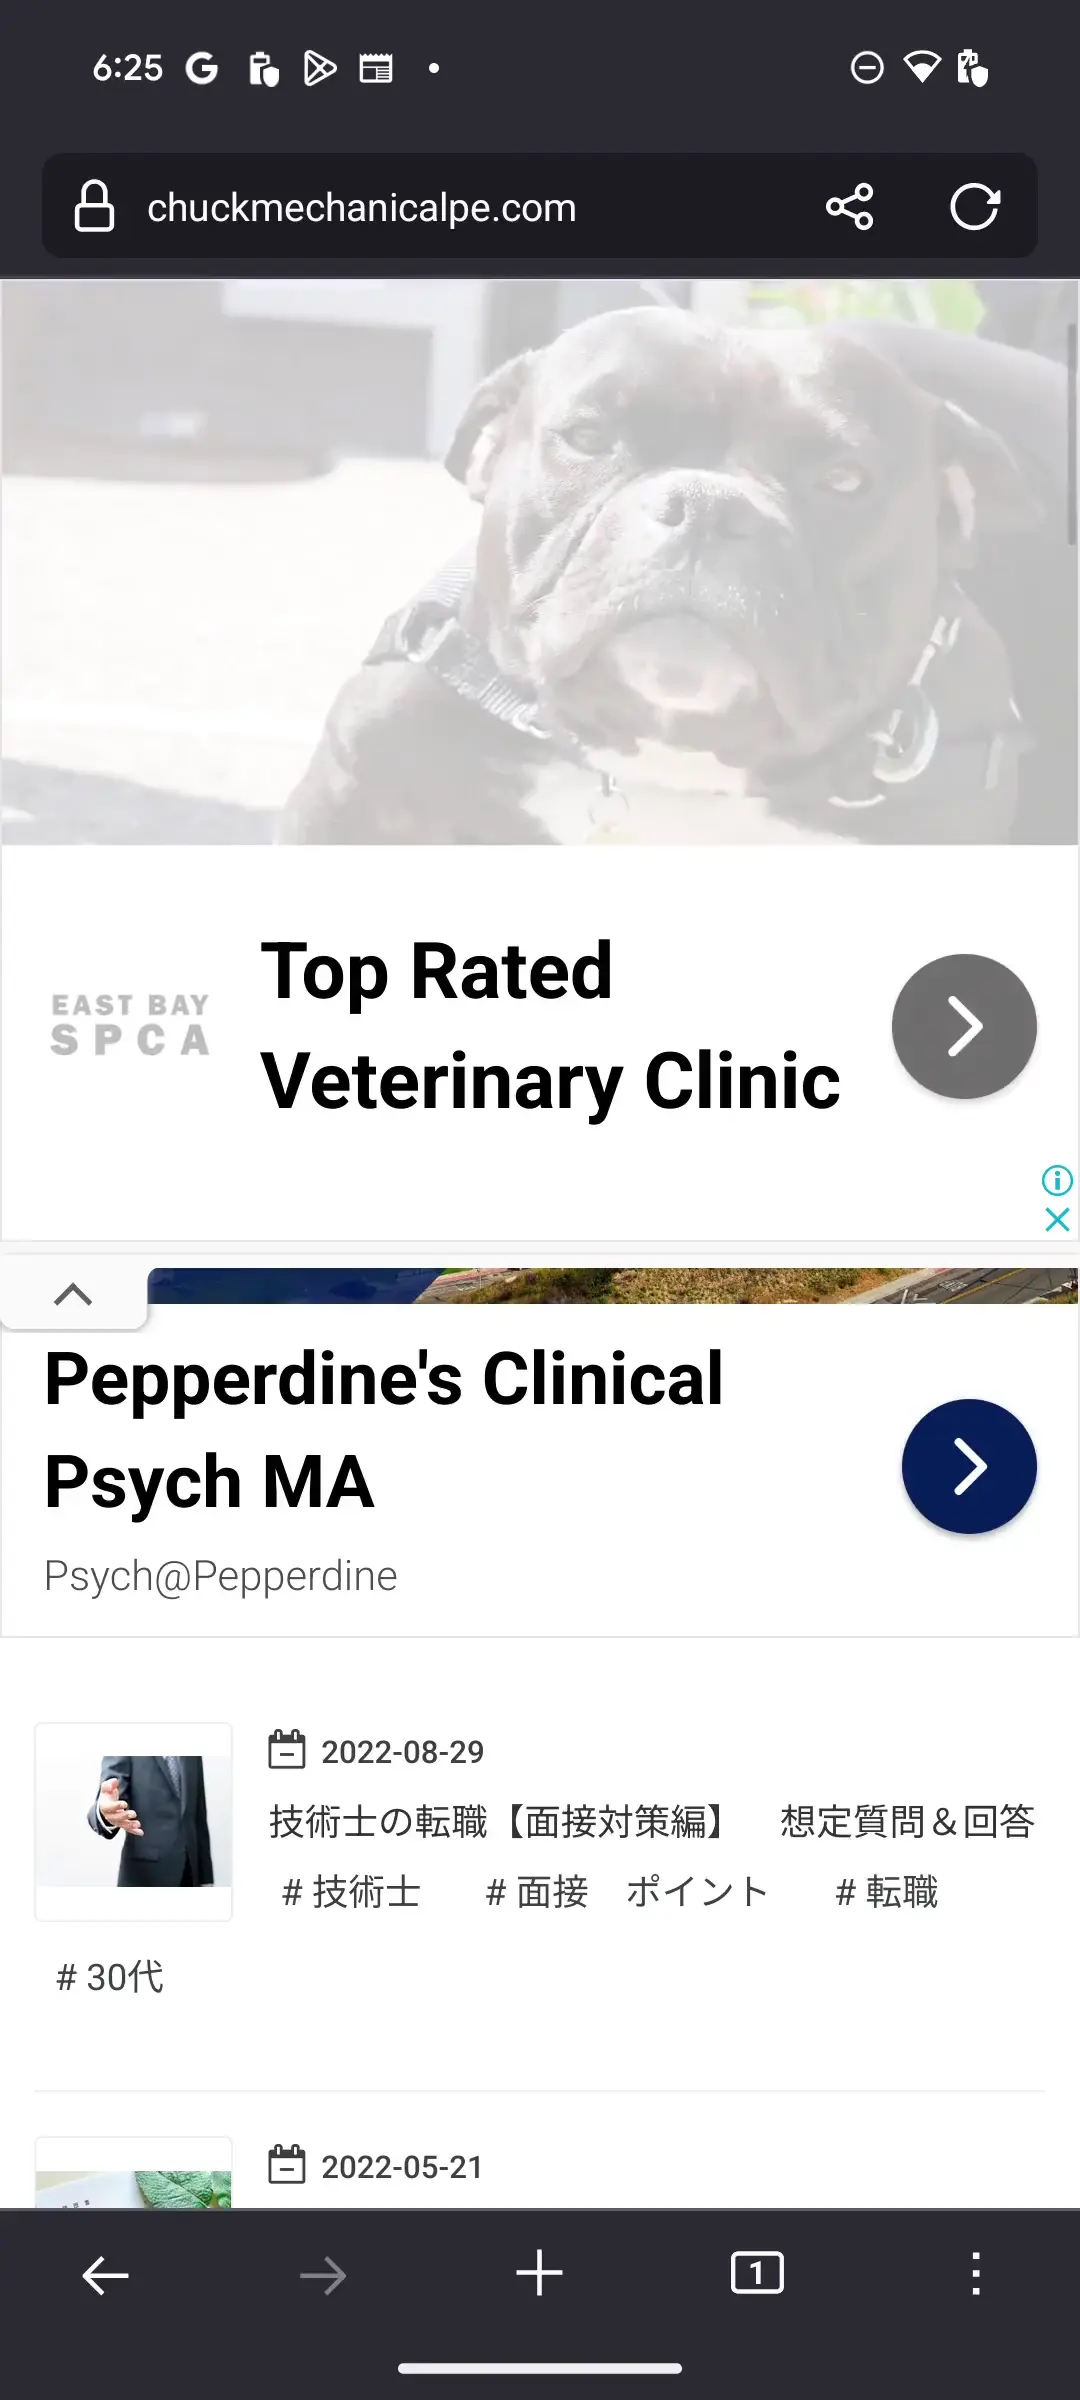 6:25
chuckmechanicalpe.com
EAST BAY
SPCA
Top Rated
Veterinary Clinic
Pepperdine's Clinical
Psych MA
Psych@Pepperdine
2022-08-29
技術士の転職【面接対策編】　想定質問＆回答
# 技術士　# 面接　ポイント　# 転職
# 30代
2022-05-21
1